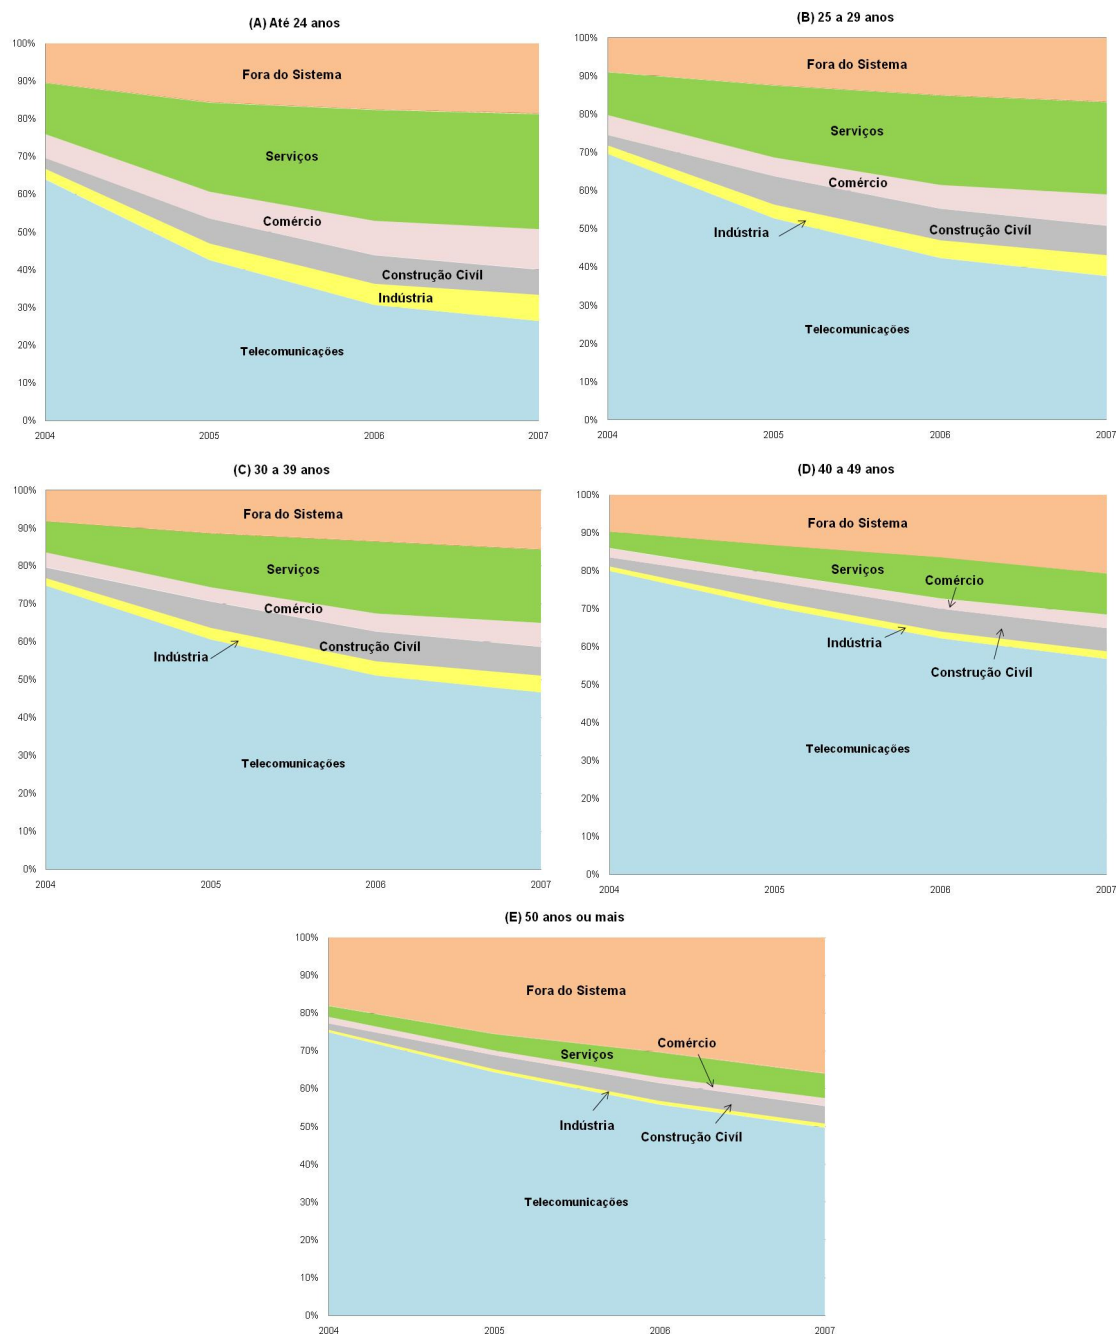 (A) Até 24 anos
100%
90%
80%
70%
60%
50%
40%
30%
20%
10%
0%
Fora do Sistema
Serviços
Comércio
Construção Civíl
Indústria
Telecomunicações
2004 2005 2006 2007
(B) 25 a 29 anos
100%
90%
80%
70%
60%
50%
40%
30%
20%
10%
0%
Fora do Sistema
Serviços
Comércio
Construção Civíl
Indústria
Telecomunicações
2004 2005 2006 2007
(C) 30 a 39 anos
100%
90%
80%
70%
60%
50%
40%
30%
20%
10%
0%
Fora do Sistema
Serviços
Comércio
Construção Civíl
Indústria
Telecomunicações
2004 2005 2006 2007
(D) 40 a 49 anos
100%
90%
80%
70%
60%
50%
40%
30%
20%
10%
0%
Fora do Sistema
Serviços
Comércio
Indústria
Construção Civíl
Telecomunicações
2004 2005 2006 2007
(E) 50 anos ou mais
100%
90%
80%
70%
60%
50%
40%
30%
20%
10%
0%
Fora do Sistema
Comércio
Serviços
Indústria
Construção Civíl
Telecomunicações
2004 2005 2006 2007